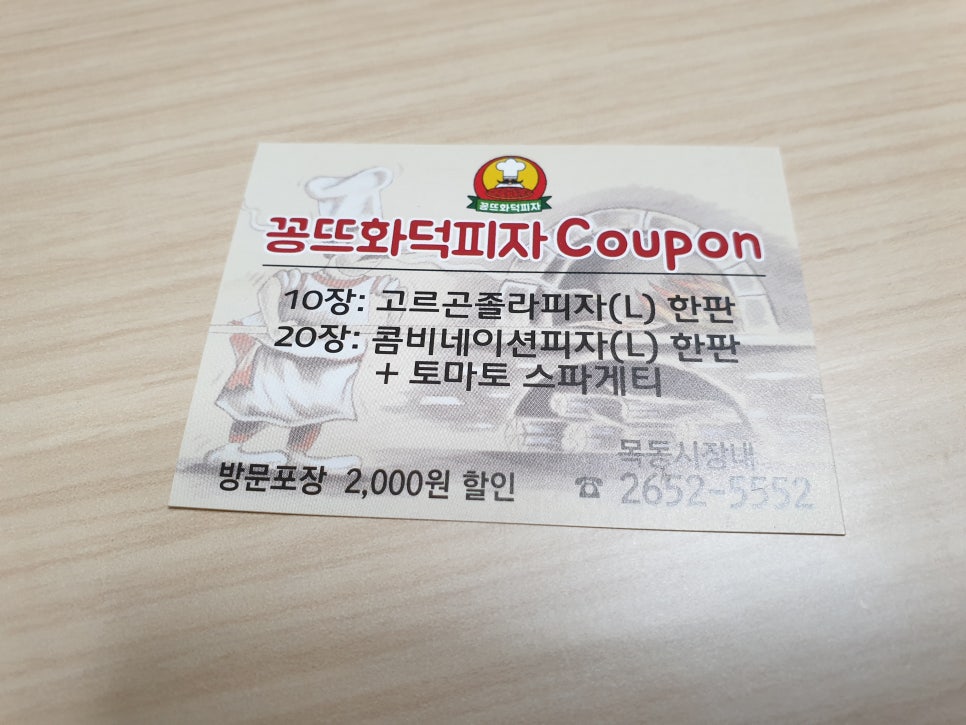 꽁뜨화덕피자
꽁뜨화덕피자 Coupon
10장: 고르곤졸라피자(L) 한판
20장: 콤비네이션피자(L) 한판
+ 토마토 스파게티
방문포장 2,000원 할인
목동시장내
☎ 2652-5552